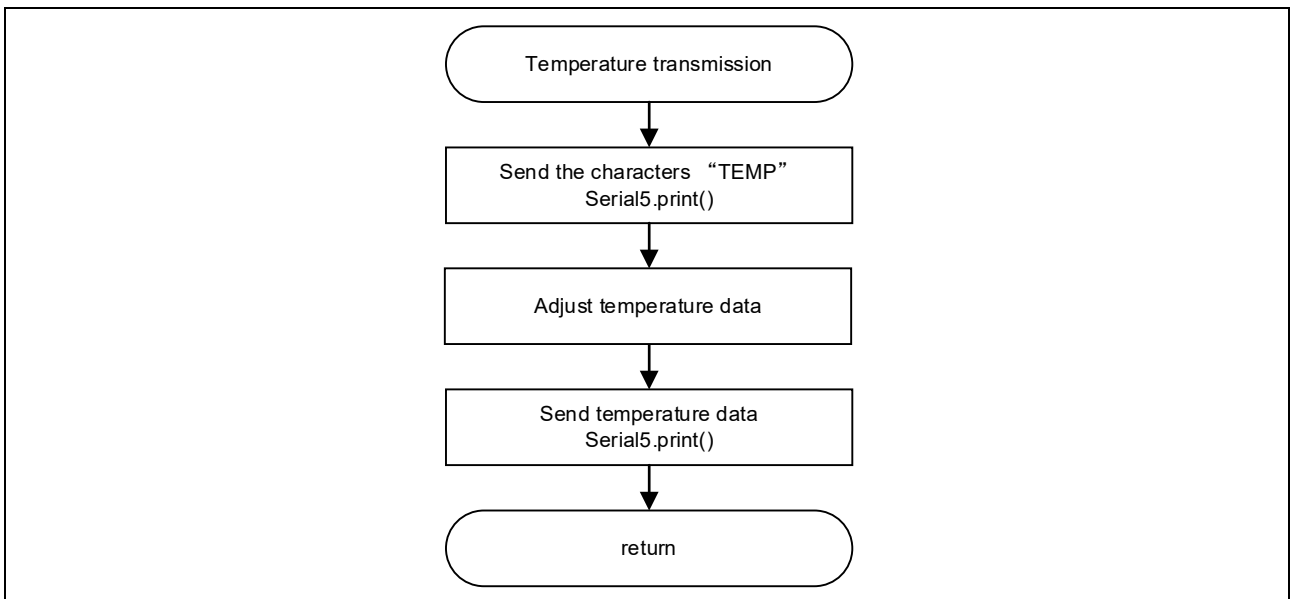 Temperature transmission
Send the characters “TEMP”
Serial5.print()
Adjust temperature data
Send temperature data
Serial5.print()
return